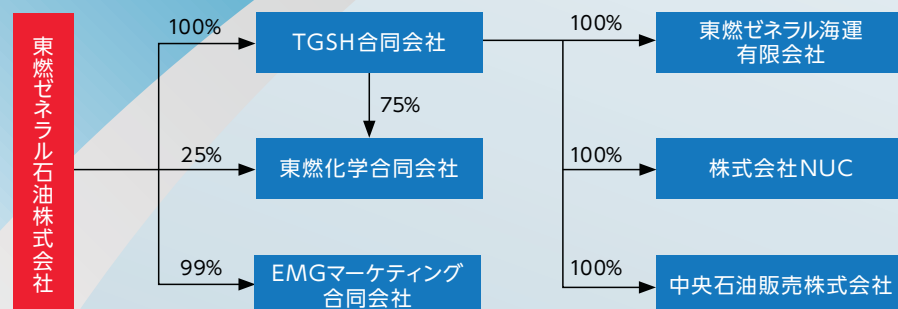 東燃ゼネラル石油株式会社
100%
TGSH合同会社
100%
東燃ゼネラル海運
有限会社
75%
25%
東燃化学合同会社
100%
株式会社NUC
99%
EMGマーケティング
合同会社
100%
中央石油販売株式会社